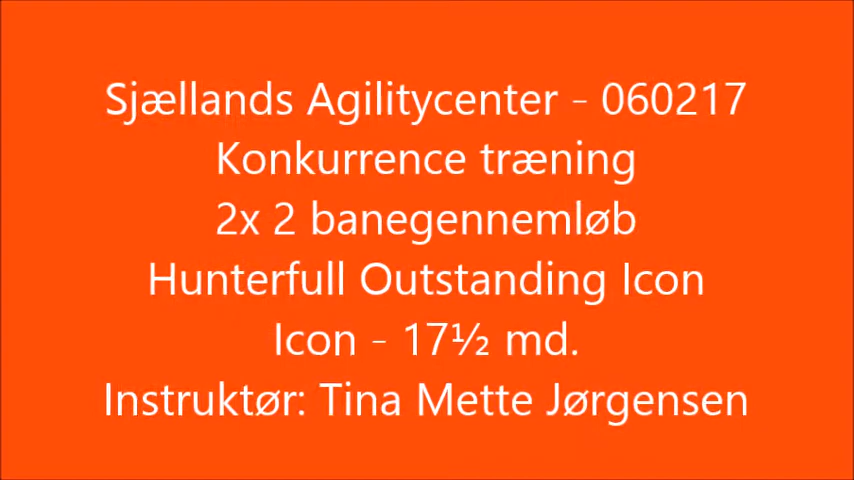 Sjællands Agilitycenter - 060217
Konkurrence træning
2x 2 banegennemløb
Hunterfull Outstanding Icon
Icon - 17½ md.
Instruktør: Tina Mette Jørgensen